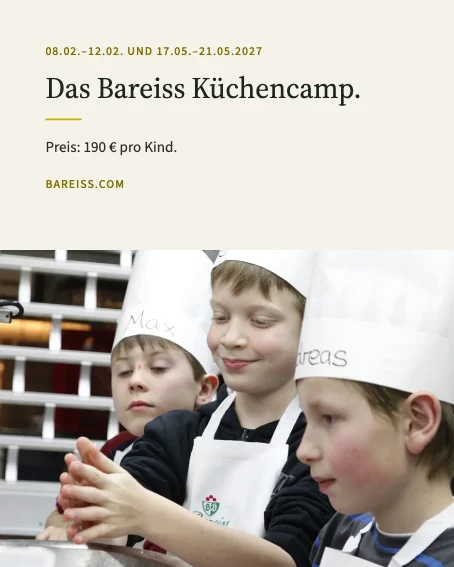 08.02.–12.02. UND 17.05.–21.05.2027
Das Bareiss Küchencamp.
Preis: 190 € pro Kind.
BAREISS.COM
Max
dreas